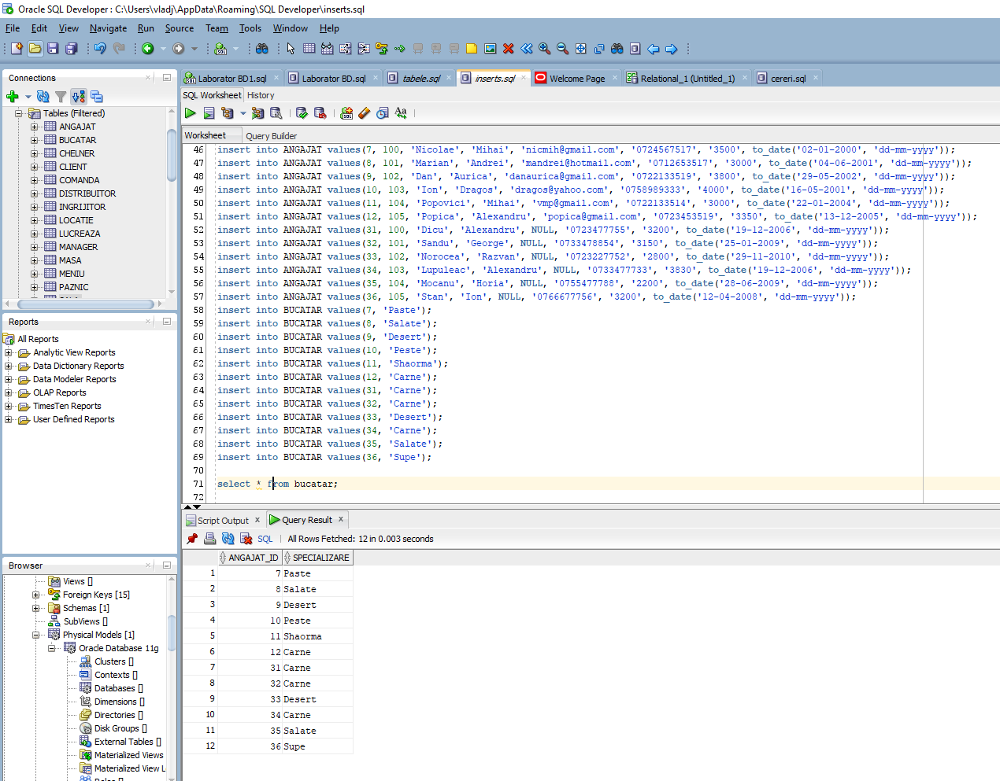 Oracle SQL Developer : C:\Users\vladj\AppData\Roaming\SQL Developer\inserts.sql
File Edit View Navigate Run Source Team Tools Window Help
Connections
Tables (Filtered)
ANGAJAT
BUCATAR
CHELNER
CLIENT
COMANDA
DISTRIBUITOR
INGRIJITOR
LOCATIE
LUCREAZA
MANAGER
MASA
MENIU
PAZNIC
Reports
All Reports
Analytic View Reports
Data Dictionary Reports
Data Modeler Reports
OLAP Reports
TimesTen Reports
User Defined Reports
Browser
Views []
Foreign Keys [15]
Schemas [1]
SubViews []
Physical Models [1]
Oracle Database 11g
Clusters []
Contexts []
Databases []
Dimensions []
Directories []
Disk Groups []
External Tables []
Materialized Views
Materialized View L
Laborator BD1.sql Laborator BD.sql tabele.sql inserts.sql Welcome Page Relational_1 (Untitled_1) cereri.sql
SQL Worksheet History
Worksheet Query Builder
46 insert into ANGAJAT values(7, 100, 'Nicolae', 'Mihai', 'nicmih@gmail.com', '0724567517', '3500', to_date('02-01-2000', 'dd-mm-yyyy'));
47 insert into ANGAJAT values(8, 101, 'Marian', 'Andrei', 'mandrei@hotmail.com', '0712653517', '3000', to_date('04-06-2001', 'dd-mm-yyyy'));
48 insert into ANGAJAT values(9, 102, 'Dan', 'Aurica', 'danaurica@gmail.com', '0722133519', '3800', to_date('29-05-2002', 'dd-mm-yyyy'));
49 insert into ANGAJAT values(10, 103, 'Ion', 'Dragos', 'dragos@yahoo.com', '0758989333', '4000', to_date('16-05-2001', 'dd-mm-yyyy'));
50 insert into ANGAJAT values(11, 104, 'Popovici', 'Mihai', 'vmp@gmail.com', '0722133514', '3000', to_date('22-01-2004', 'dd-mm-yyyy'));
51 insert into ANGAJAT values(12, 105, 'Popica', 'Alexandru', 'popica@gmail.com', '0723453519', '3350', to_date('13-12-2005', 'dd-mm-yyyy'));
52 insert into ANGAJAT values(31, 100, 'Dicu', 'Alexandru', NULL, '0723477755', '3200', to_date('19-12-2006', 'dd-mm-yyyy'));
53 insert into ANGAJAT values(32, 101, 'Sandu', 'George', NULL, '0733478854', '3150', to_date('25-01-2009', 'dd-mm-yyyy'));
54 insert into ANGAJAT values(33, 102, 'Norocea', 'Razvan', NULL, '0723227752', '2800', to_date('29-11-2010', 'dd-mm-yyyy'));
55 insert into ANGAJAT values(34, 103, 'Lupuleac', 'Alexandru', NULL, '0733477733', '3830', to_date('19-12-2006', 'dd-mm-yyyy'));
56 insert into ANGAJAT values(35, 104, 'Mocanu', 'Horia', NULL, '0755477788', '2200', to_date('28-06-2009', 'dd-mm-yyyy'));
57 insert into ANGAJAT values(36, 105, 'Stan', 'Ion', NULL, '0766677756', '3200', to_date('12-04-2008', 'dd-mm-yyyy'));
58 insert into BUCATAR values(7, 'Paste');
59 insert into BUCATAR values(8, 'Salate');
60 insert into BUCATAR values(9, 'Desert');
61 insert into BUCATAR values(10, 'Peste');
62 insert into BUCATAR values(11, 'Shaorma');
63 insert into BUCATAR values(12, 'Carne');
64 insert into BUCATAR values(31, 'Carne');
65 insert into BUCATAR values(32, 'Carne');
66 insert into BUCATAR values(33, 'Desert');
67 insert into BUCATAR values(34, 'Carne');
68 insert into BUCATAR values(35, 'Salate');
69 insert into BUCATAR values(36, 'Supe');
70
71 select * from bucatar;
72
Script Output Query Result
SQL | All Rows Fetched: 12 in 0.003 seconds
ANGAJAT_ID SPECIALIZARE
1 7 Paste
2 8 Salate
3 9 Desert
4 10 Peste
5 11 Shaorma
6 12 Carne
7 31 Carne
8 32 Carne
9 33 Desert
10 34 Carne
11 35 Salate
12 36 Supe